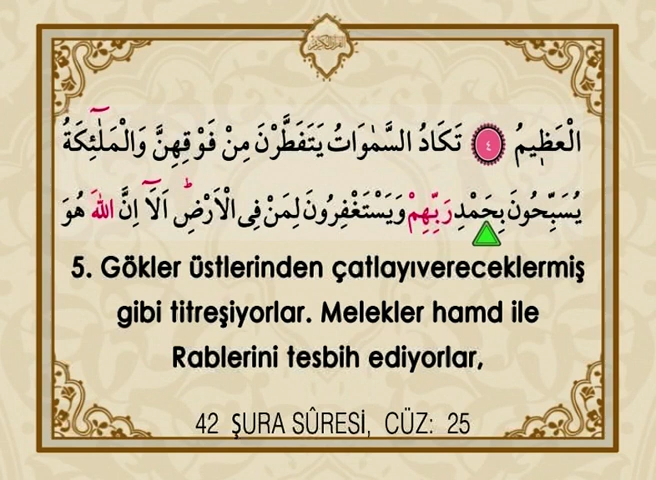 الْعَظ۪يمُ ٤ تَكَادُ السَّمٰوَاتُ يَتَفَطَّرْنَ مِنْ فَوْقِهِنَّ وَالْمَلٰٓئِكَةُ
يُسَبِّحُونَ بِحَمْدِ رَبِّهِمْ وَيَسْتَغْفِرُونَ لِمَنْ فِى الْاَرْضِۜ اَلَٓا اِنَّ اللّٰهَ هُوَ
5. Gökler üstlerinden çatlayıvereceklermiş
gibi titreşiyorlar. Melekler hamd ile
Rablerini tesbih ediyorlar,
42 ŞURA SÛRESİ, CÜZ: 25